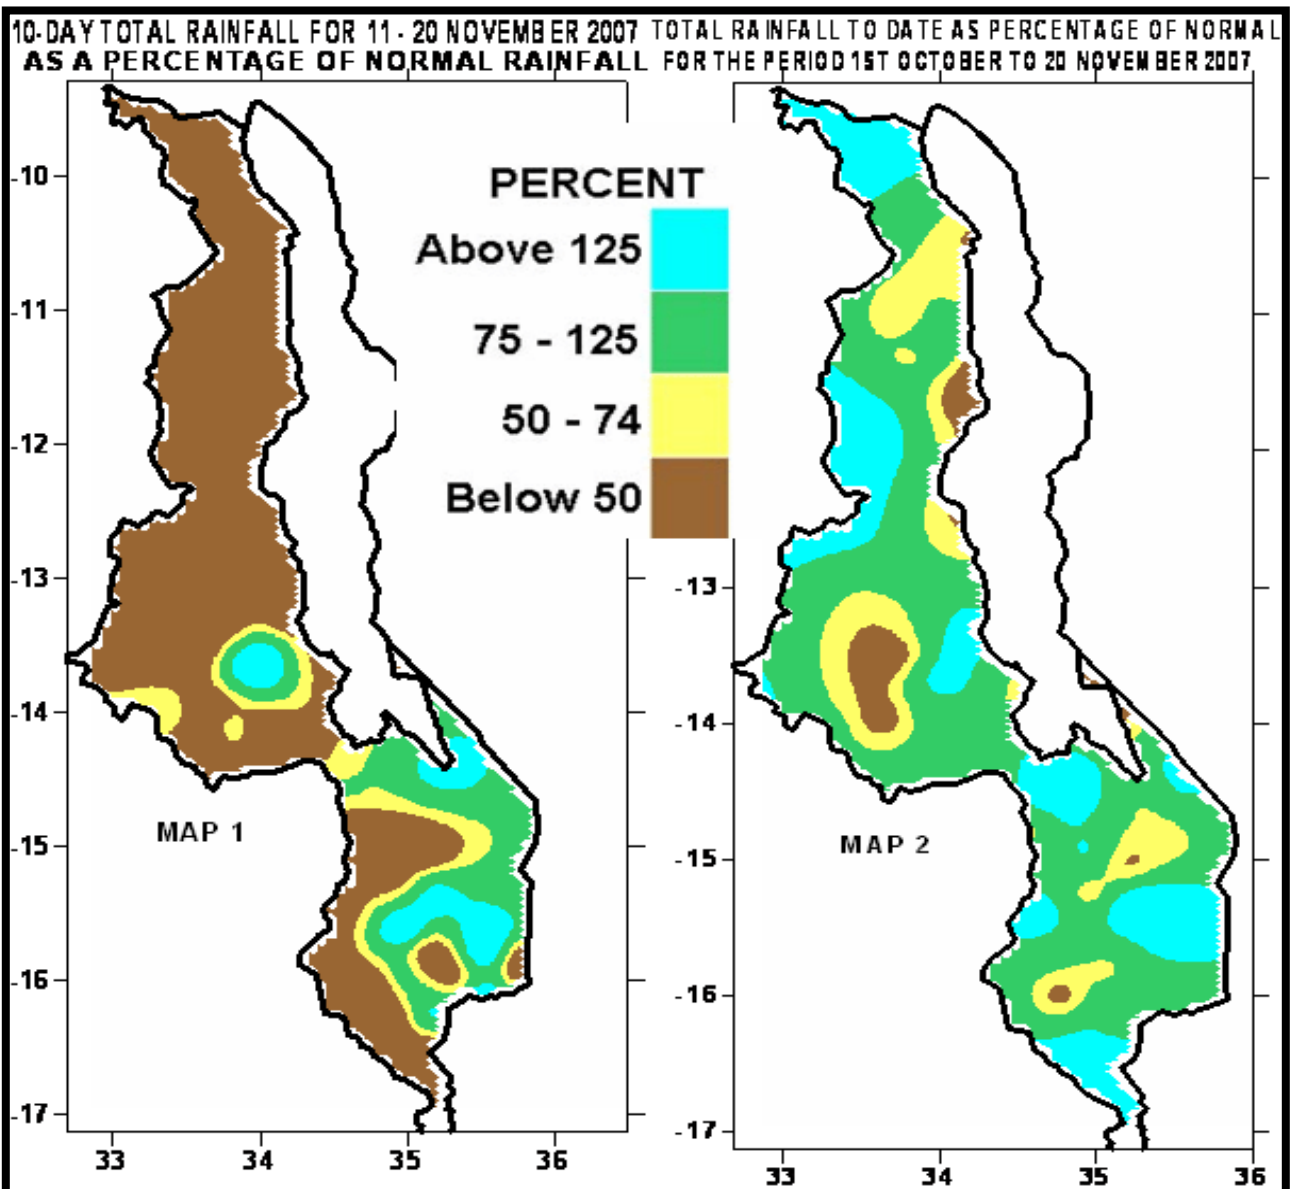 10-DAY TOTAL RAINFALL FOR 11 - 20 NOVEMBER 2007
AS A PERCENTAGE OF NORMAL RAINFALL
TOTAL RAINFALL TO DATE AS PERCENTAGE OF NORMAL
FOR THE PERIOD 1ST OCTOBER TO 20 NOVEMBER 2007
PERCENT
Above 125
75 - 125
50 - 74
Below 50
-10
-11
-12
-13
-14
-15
-16
-17
MAP 1
33
34
35
36
-13
-14
-15
-16
-17
MAP 2
33
34
35
36